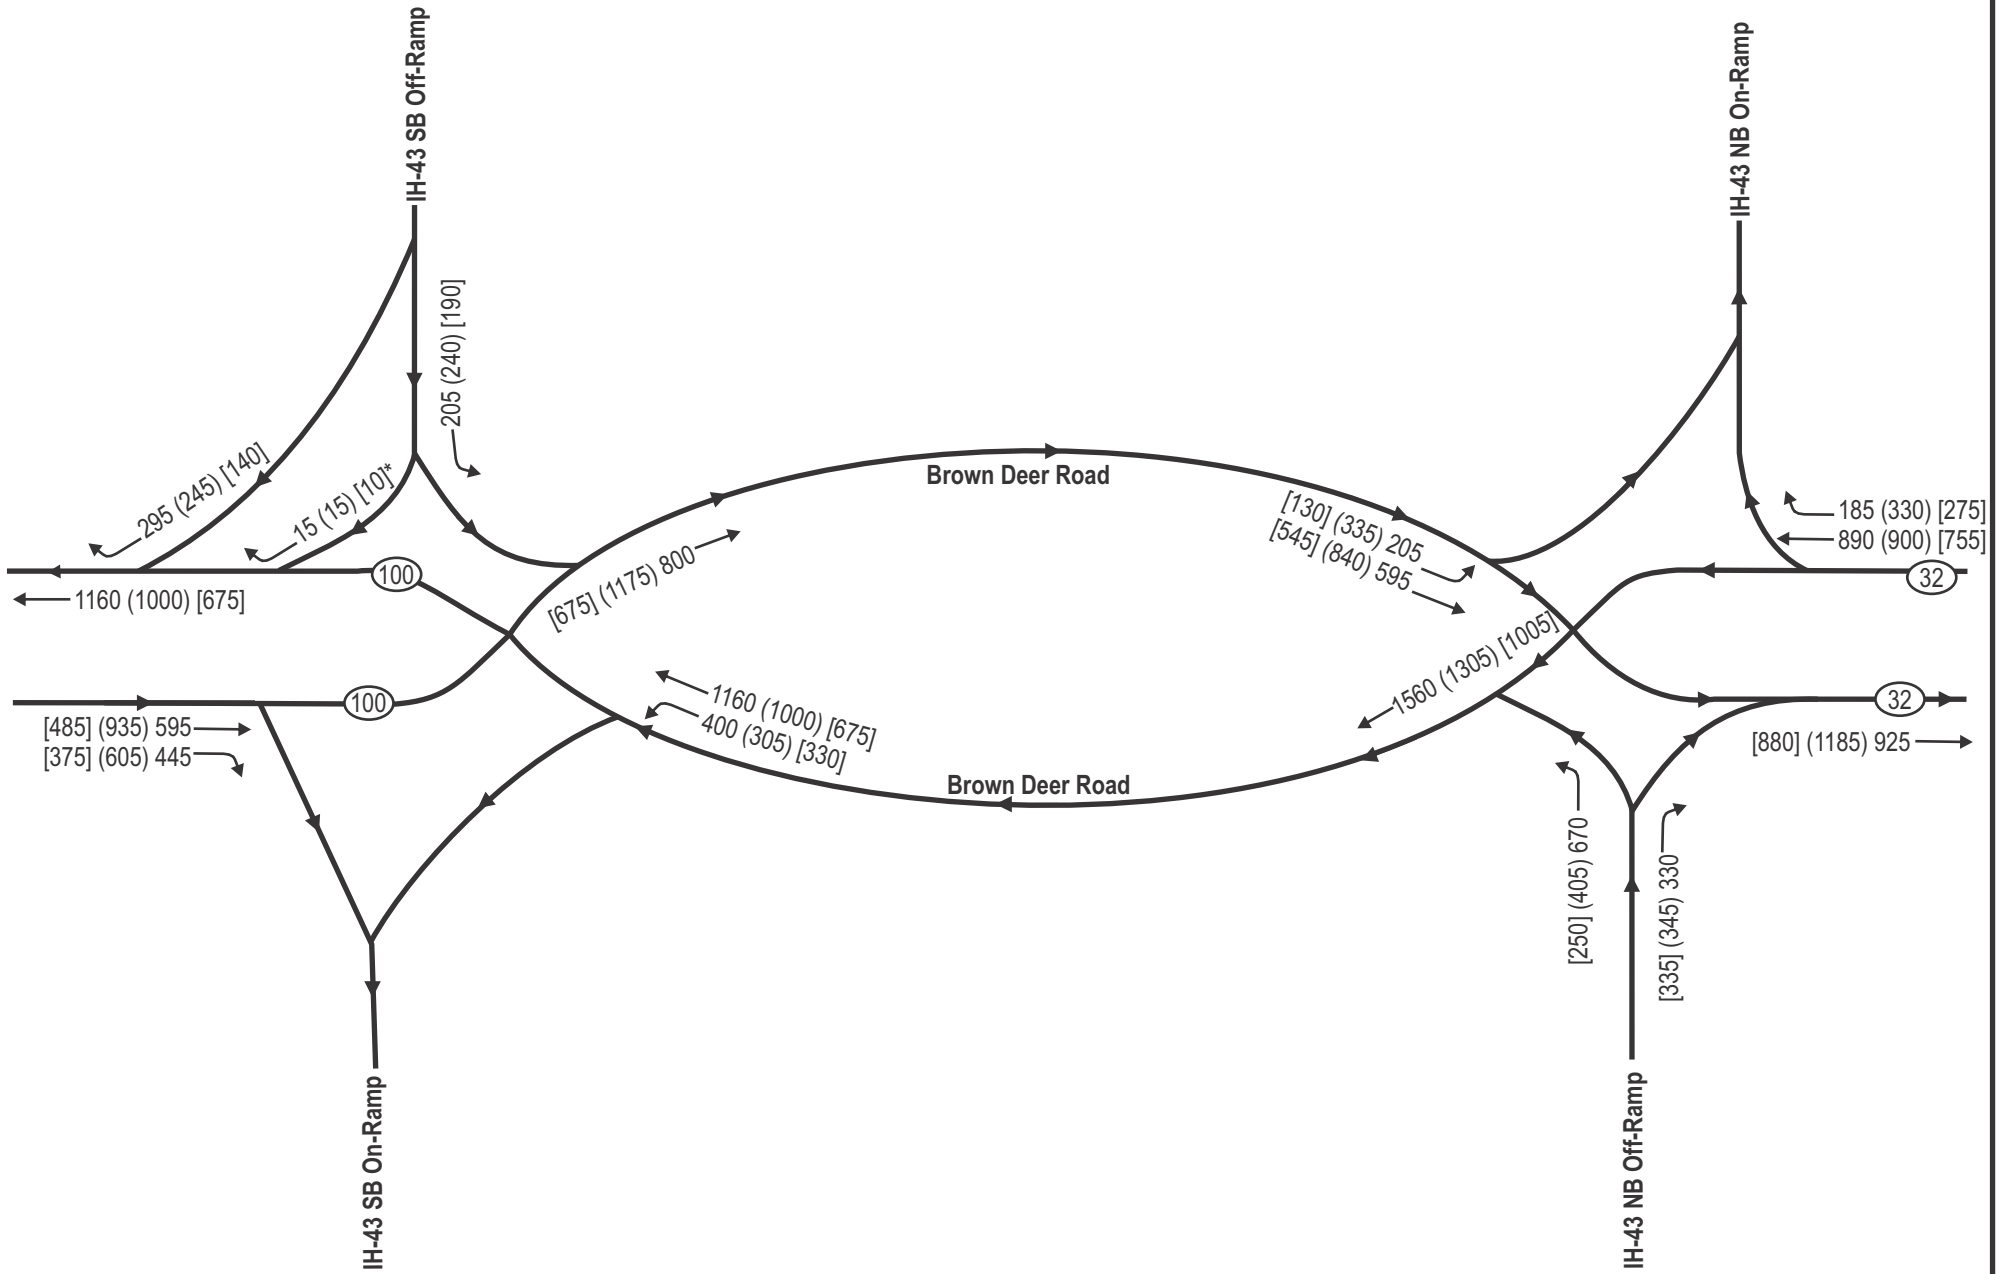 IH-43 SB Off-Ramp
IH-43 NB On-Ramp
205 (240) [190]
295 (245) [140]
15 (15) [10]*
Brown Deer Road
[130] (335) 205
[545] (840) 595
185 (330) [275]
890 (900) [755]
100
32
1160 (1000) [675]
[675] (1175) 800
1560 (1305) [1005]
100
32
[485] (935) 595
[375] (605) 445
1160 (1000) [675]
400 (305) [330]
[880] (1185) 925
Brown Deer Road
[250] (405) 670
[335] (345) 330
IH-43 SB On-Ramp
IH-43 NB Off-Ramp